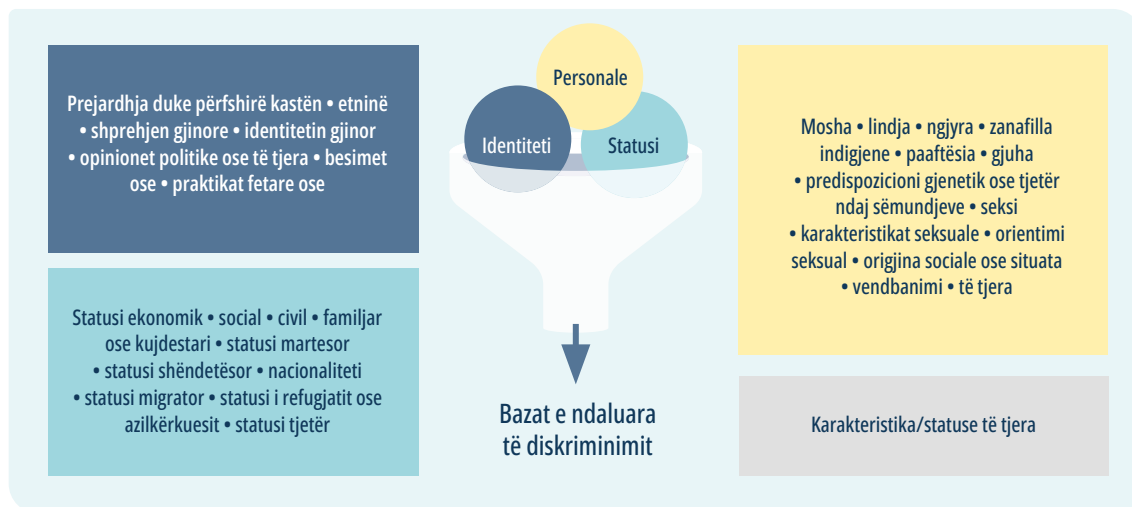 Prejardhja duke përfshirë kastën • etninë
• shprehjen gjinore • identitetin gjinor
• opinionet politike ose të tjera • besimet
ose • praktikat fetare ose
Statusi ekonomik • social • civil • familjar
ose kujdestari • statusi martesor
• statusi shëndetësor • nacionaliteti
• statusi migrator • statusi i refugjatit ose
azilkërkuesit • statusi tjetër
Personale
Identiteti
Statusi
Bazat e ndaluara
të diskriminimit
Mosha • lindja • ngjyra • zanafilla
indigjene • paaftësia • gjuha
• predispozicioni gjenetik ose tjetër
ndaj sëmundjeve • seksi
• karakteristikat seksuale • orientimi
seksual • origjina sociale ose situata
• vendbanimi • të tjera
Karakteristika/statuse të tjera